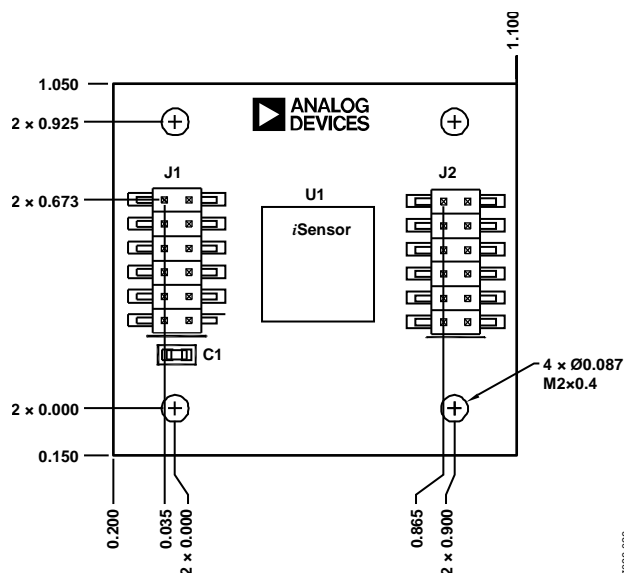 1.100
1.050
ANALOG
DEVICES
2 × 0.925
J1
J2
2 × 0.673
U1
iSensor
C1
4 × Ø0.087
M2×0.4
2 × 0.000
0.150
0.200
0.035
2 × 0.000
0.865
2 × 0.900